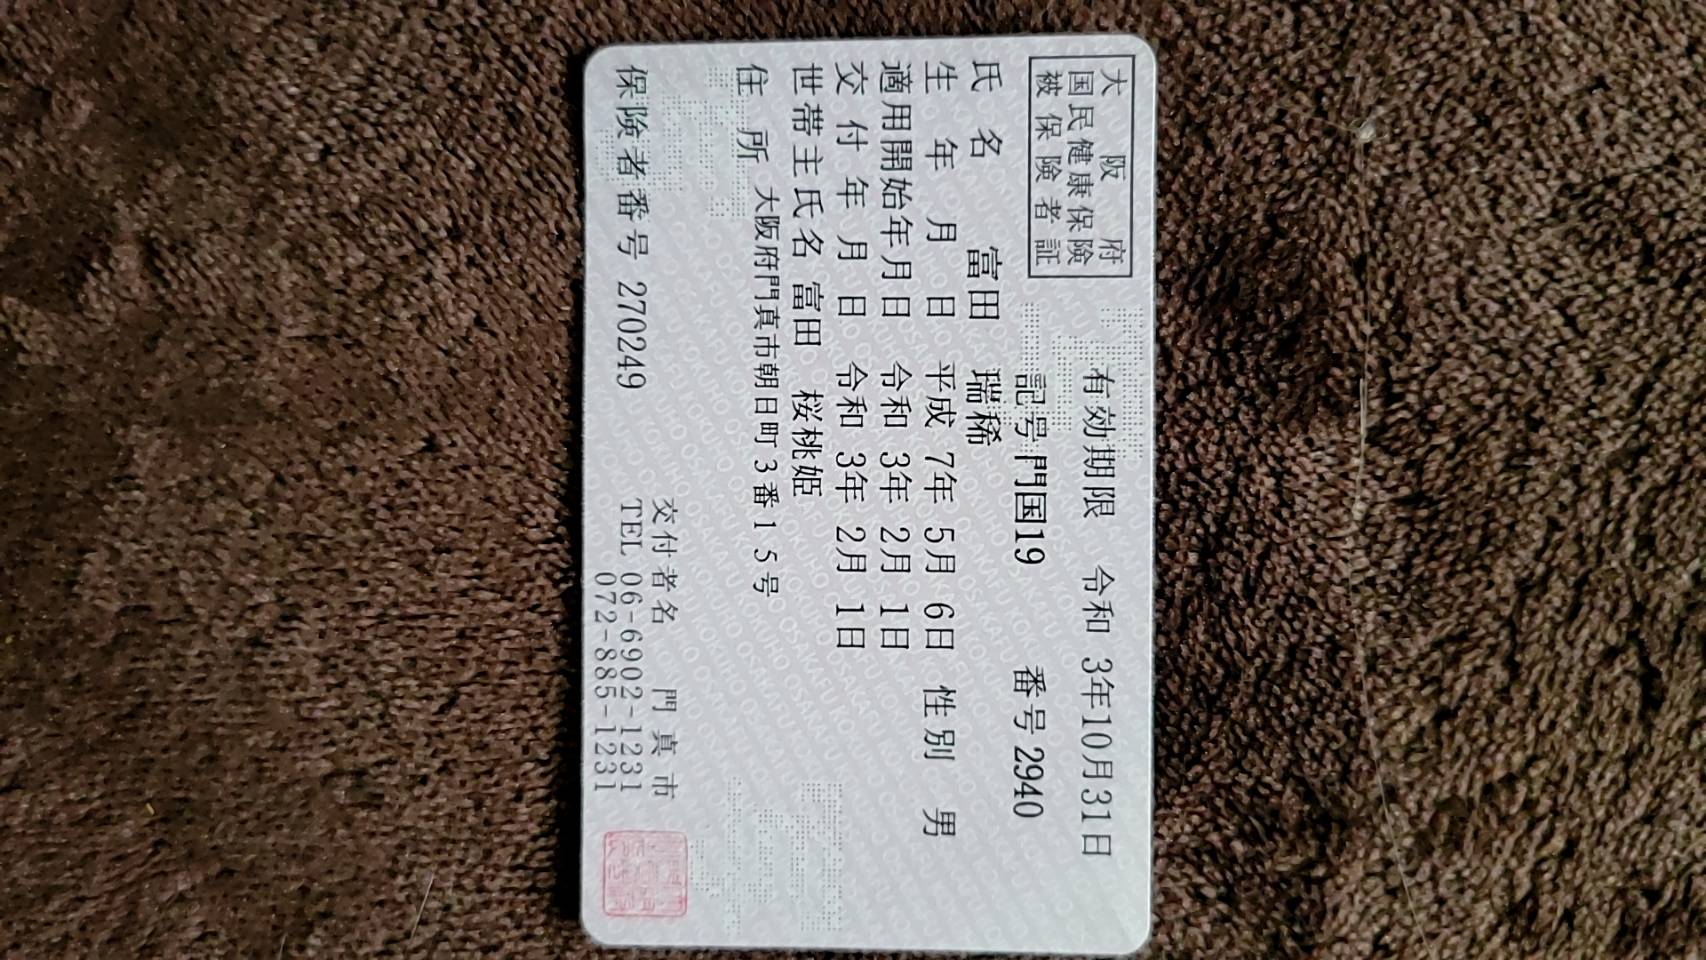 大阪府
国民健康保険
被保険者証
有効期限 令和 3年10月31日
記号 門国19 番号 2940
氏名 富田 瑞稀
生年月日 平成 7年 5月 6日 性別 男
適用開始年月日 令和 3年 2月 1日
交付年月日 令和 3年 2月 1日
世帯主氏名 富田 桜桃姫
住所 大阪府門真市朝日町3番15号
保険者番号 270249
交付者名 門真市
TEL 06-6902-1231
072-885-1231